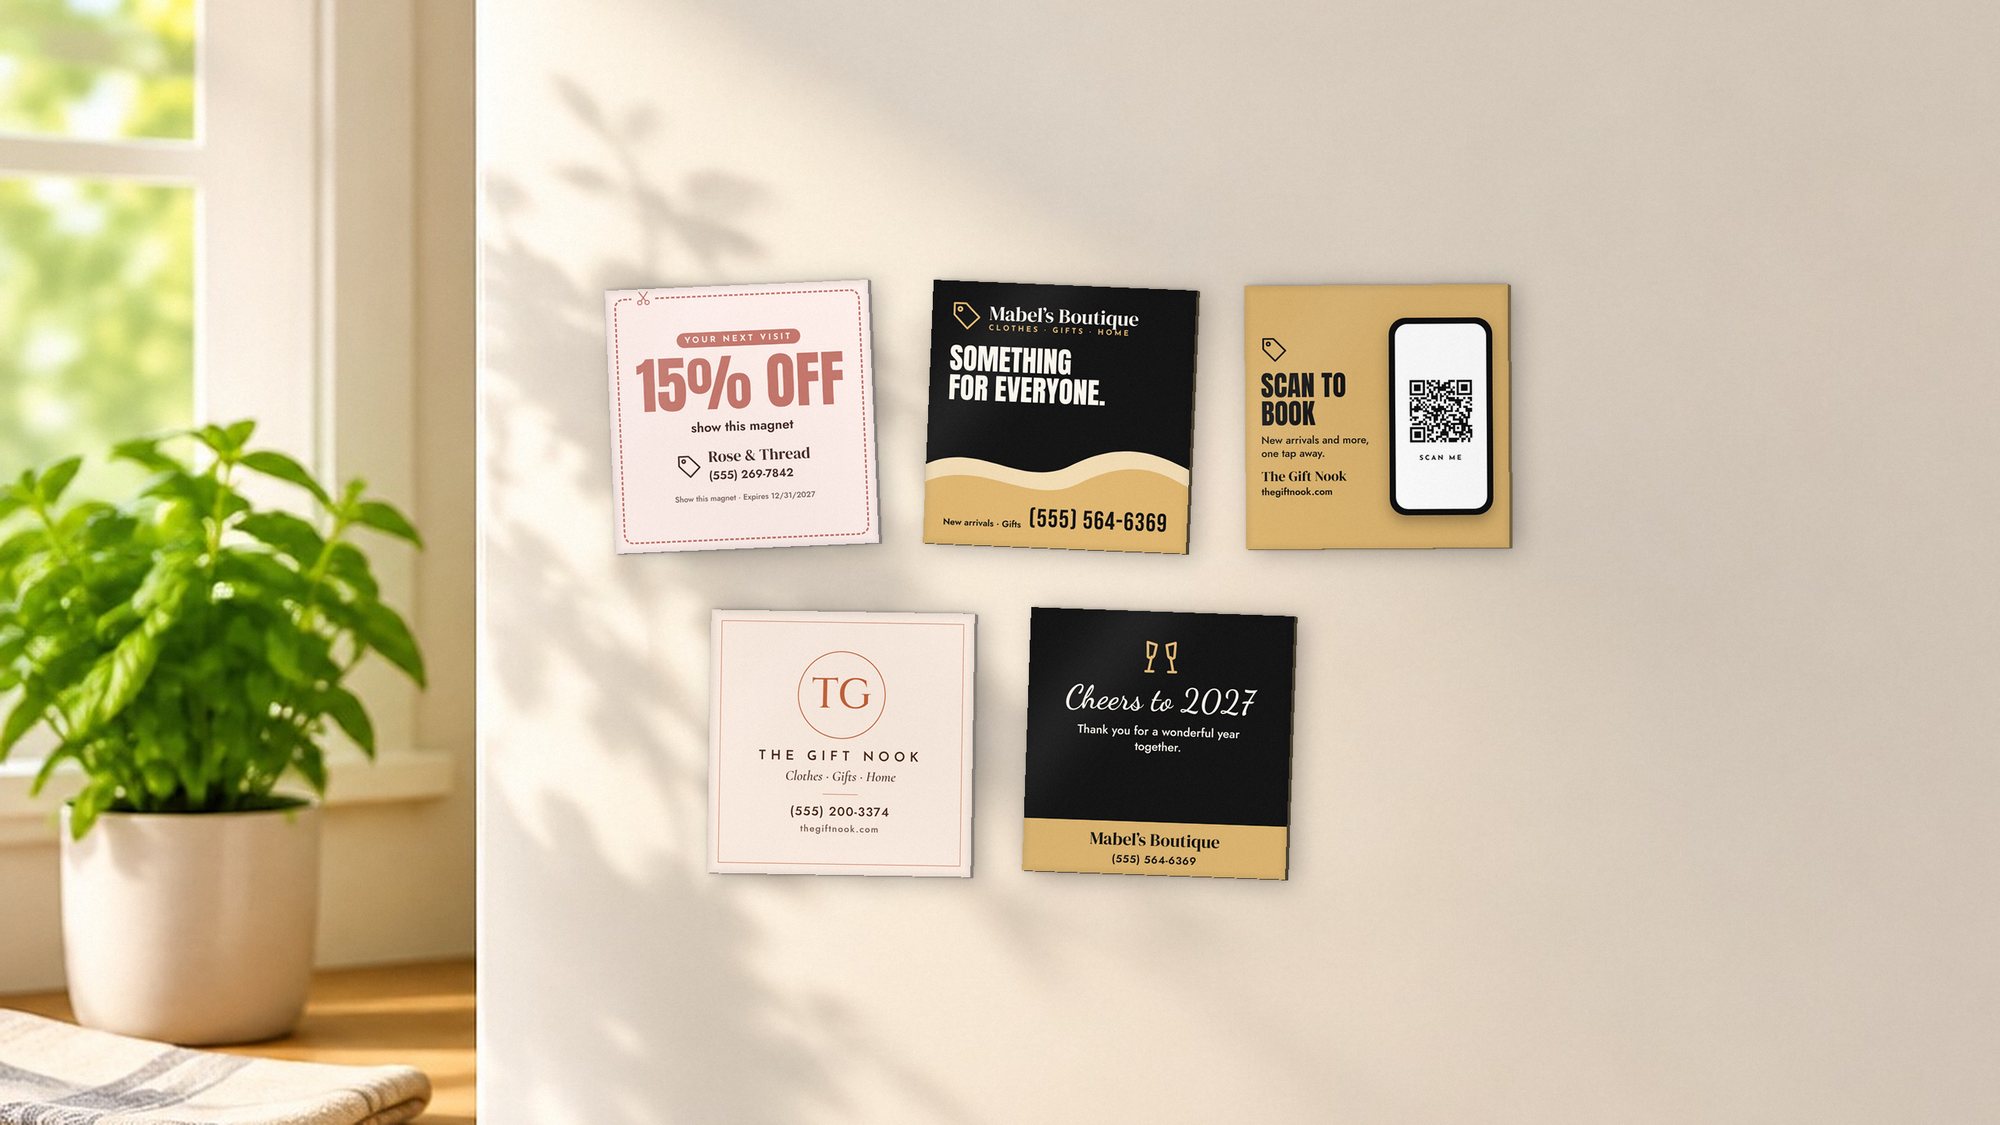 YOUR NEXT VISIT
15% OFF
show this magnet
Rose & Thread
(555) 269-7842
Show this magnet · Expires 12/31/2027
Mabel's Boutique
CLOTHES · GIFTS · HOME
SOMETHING
FOR EVERYONE.
New arrivals · Gifts (555) 564-6369
SCAN TO
BOOK
New arrivals and more,
one tap away.
The Gift Nook
thegiftnook.com
SCAN ME
TG
THE GIFT NOOK
Clothes · Gifts · Home
(555) 200-3374
thegiftnook.com
Cheers to 2027
Thank you for a wonderful year
together.
Mabel's Boutique
(555) 564-6369